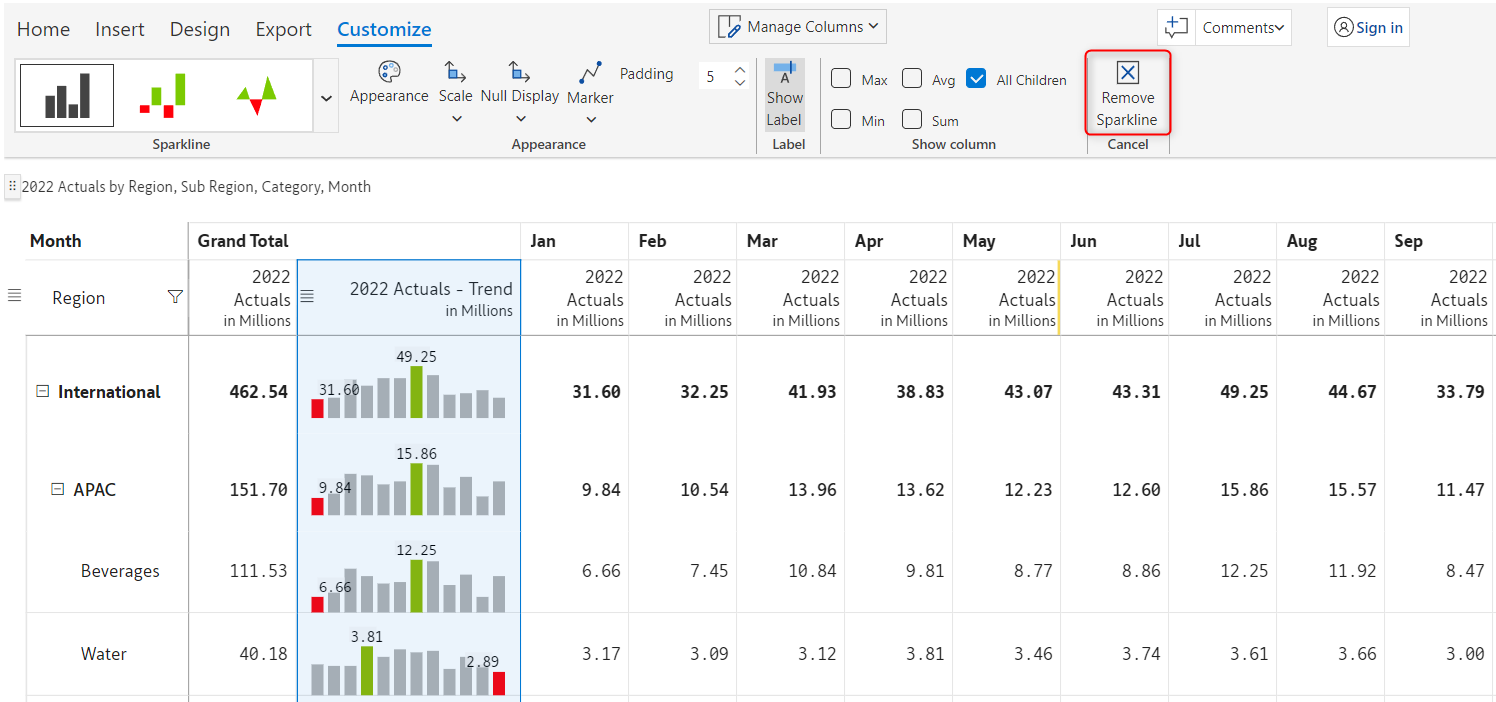 Home Insert Design Export Customize Manage Columns Comments Sign in
Appearance Scale Null Display Marker Padding 5 Show Label Max Avg All Children Min Sum Remove Sparkline
Sparkline Appearance Label Show column Cancel
2022 Actuals by Region, Sub Region, Category, Month
Month Grand Total Jan Feb Mar Apr May Jun Jul Aug Sep
Region 2022 Actuals in Millions 2022 Actuals - Trend in Millions 2022 Actuals in Millions 2022 Actuals in Millions 2022 Actuals in Millions 2022 Actuals in Millions 2022 Actuals in Millions 2022 Actuals in Millions 2022 Actuals in Millions 2022 Actuals in Millions 2022 Actuals in Millions
International 462.54 31.60 49.25 31.60 32.25 41.93 38.83 43.07 43.31 49.25 44.67 33.79
APAC 151.70 9.84 15.86 9.84 10.54 13.96 13.62 12.23 12.60 15.86 15.57 11.47
Beverages 111.53 6.66 12.25 6.66 7.45 10.84 9.81 8.77 8.86 12.25 11.92 8.47
Water 40.18 3.81 2.89 3.17 3.09 3.12 3.81 3.46 3.74 3.61 3.66 3.00